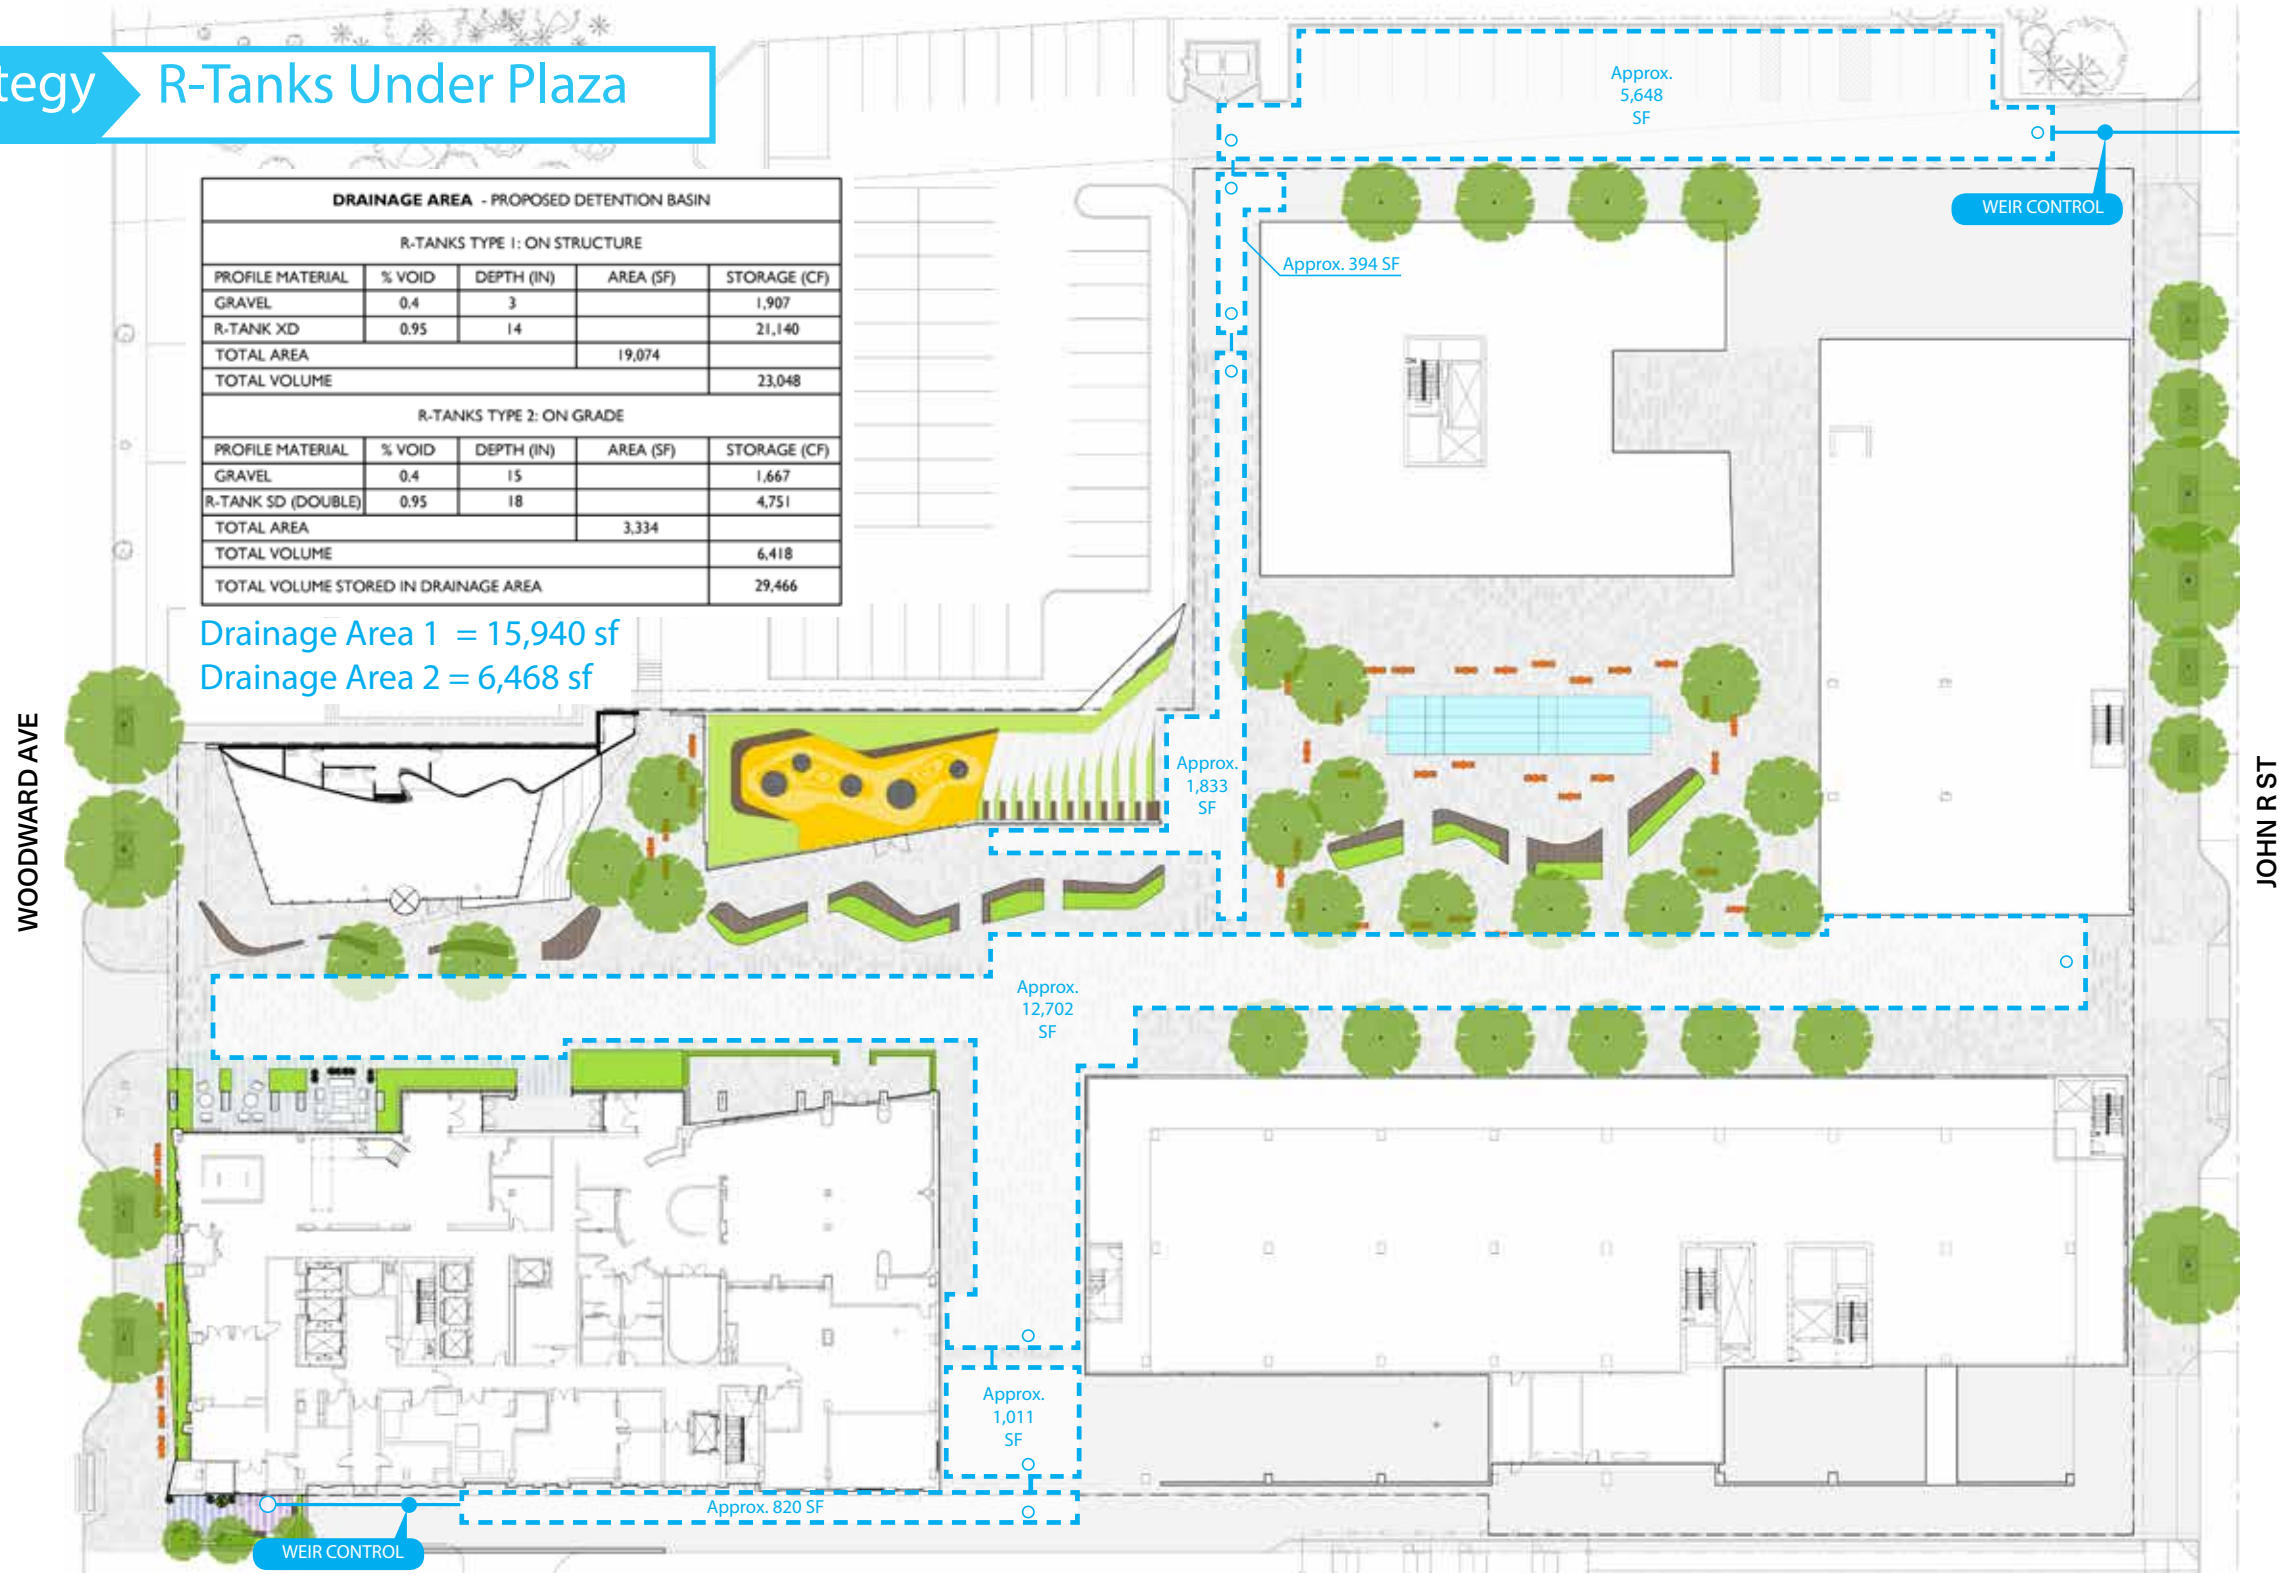 tegy
R-Tanks Under Plaza
DRAINAGE AREA - PROPOSED DETENTION BASIN
R-TANKS TYPE 1: ON STRUCTURE
PROFILE MATERIAL % VOID DEPTH (IN) AREA (SF) STORAGE (CF)
GRAVEL 0.4 3 1,907
R-TANK XD 0.95 14 21,140
TOTAL AREA 19,074
TOTAL VOLUME 23,048
R-TANKS TYPE 2: ON GRADE
PROFILE MATERIAL % VOID DEPTH (IN) AREA (SF) STORAGE (CF)
GRAVEL 0.4 15 1,667
R-TANK SD (DOUBLE) 0.95 18 4,751
TOTAL AREA 3,334
TOTAL VOLUME 6,418
TOTAL VOLUME STORED IN DRAINAGE AREA 29,466
Drainage Area 1 = 15,940 sf
Drainage Area 2 = 6,468 sf
Approx.
5,648
SF
WEIR CONTROL
Approx. 394 SF
Approx.
1,833
SF
WOODWARD AVE
JOHN R ST
Approx.
12,702
SF
Approx.
1,011
SF
Approx. 820 SF
WEIR CONTROL